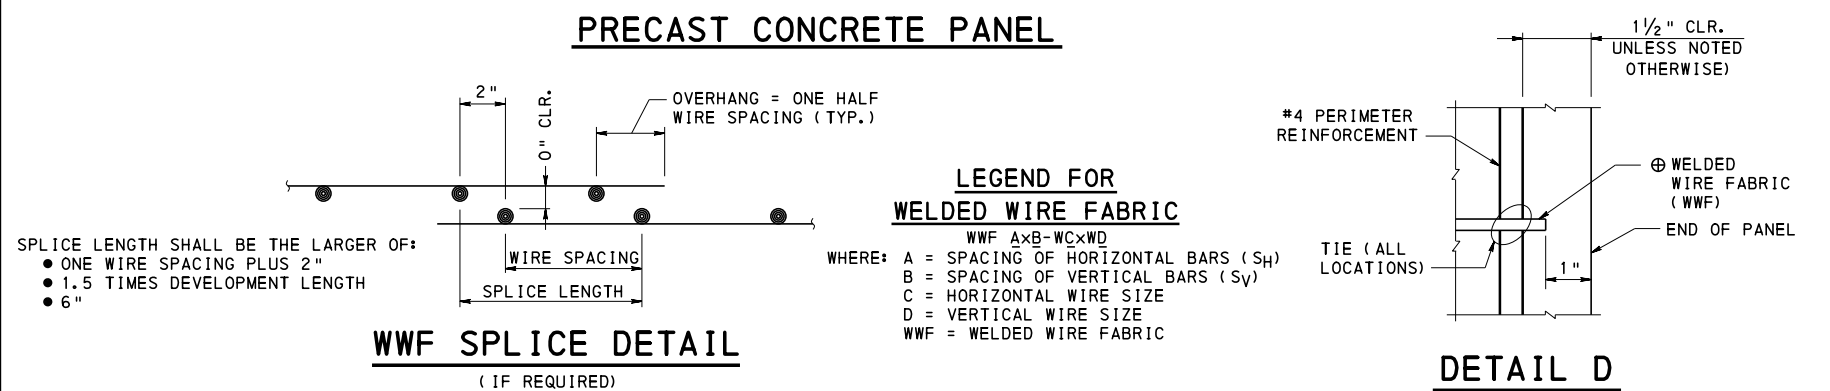 PRECAST CONCRETE PANEL
2"
0" CLR.
OVERHANG = ONE HALF
WIRE SPACING (TYP.)
SPLICE LENGTH SHALL BE THE LARGER OF:
● ONE WIRE SPACING PLUS 2"
● 1.5 TIMES DEVELOPMENT LENGTH
● 6"
WIRE SPACING
SPLICE LENGTH
WWF SPLICE DETAIL
(IF REQUIRED)
LEGEND FOR
WELDED WIRE FABRIC
WWF AxB-WCxWD
WHERE: A = SPACING OF HORIZONTAL BARS (SH)
B = SPACING OF VERTICAL BARS (SV)
C = HORIZONTAL WIRE SIZE
D = VERTICAL WIRE SIZE
WWF = WELDED WIRE FABRIC
1½" CLR.
UNLESS NOTED
OTHERWISE)
#4 PERIMETER
REINFORCEMENT
⊕ WELDED
WIRE FABRIC
(WWF)
END OF PANEL
TIE (ALL
LOCATIONS)
1"
DETAIL D